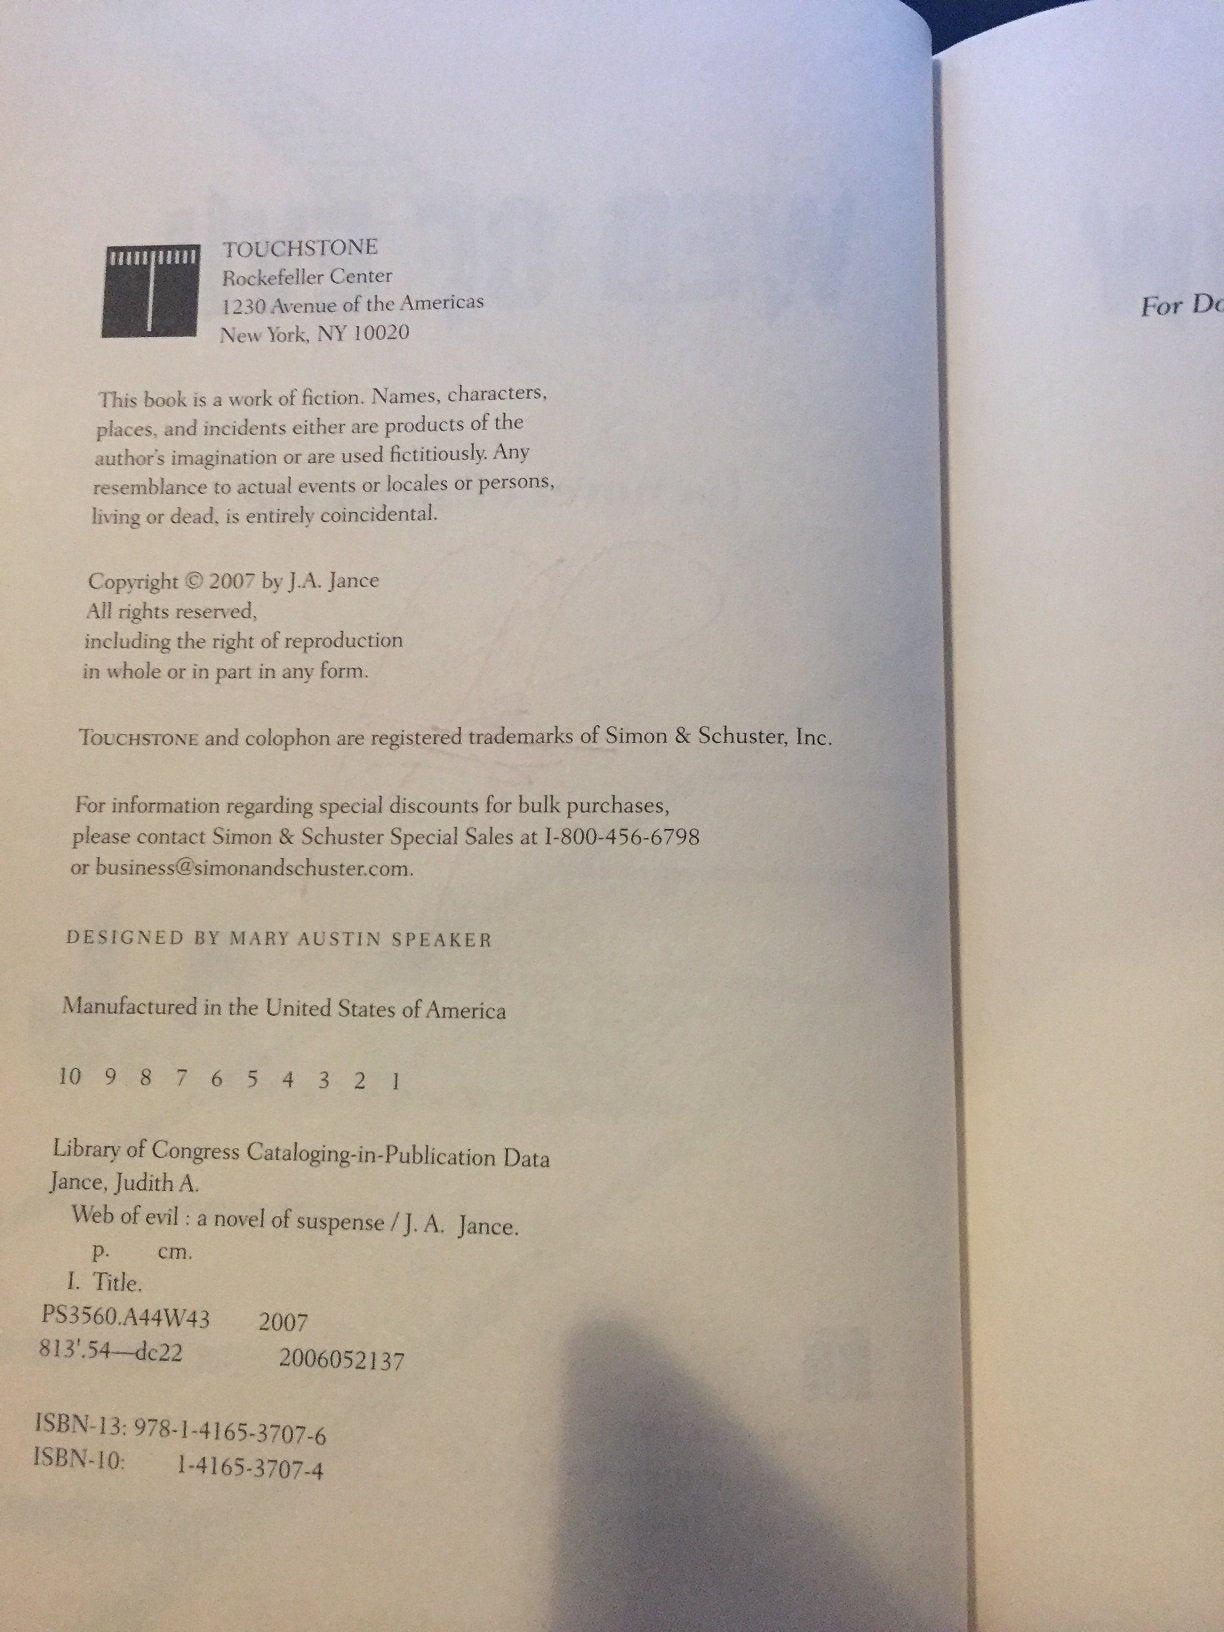 TOUCHSTONE
Rockefeller Center
1230 Avenue of the Americas
New York, NY 10020
This book is a work of fiction. Names, characters,
places, and incidents either are products of the
author's imagination or are used fictitiously. Any
resemblance to actual events or locales or persons,
living or dead, is entirely coincidental.
Copyright © 2007 by J.A. Jance
All rights reserved,
including the right of reproduction
in whole or in part in any form.
TOUCHSTONE and colophon are registered trademarks of Simon & Schuster, Inc.
For information regarding special discounts for bulk purchases,
please contact Simon & Schuster Special Sales at 1-800-456-6798
or business@simonandschuster.com.
DESIGNED BY MARY AUSTIN SPEAKER
Manufactured in the United States of America
10 9 8 7 6 5 4 3 2 1
Library of Congress Cataloging-in-Publication Data
Jance, Judith A.
Web of evil : a novel of suspense / J. A. Jance.
p. cm.
I. Title.
PS3560.A44W43 2007
813'.54—dc22 2006052137
ISBN-13: 978-1-4165-3707-6
ISBN-10: 1-4165-3707-4
For